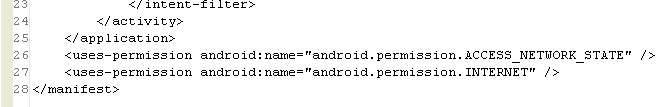 23 </intent-filter>
24 </activity>
25 </application>
26 <uses-permission android:name="android.permission.ACCESS_NETWORK_STATE" />
27 <uses-permission android:name="android.permission.INTERNET" />
28 </manifest>